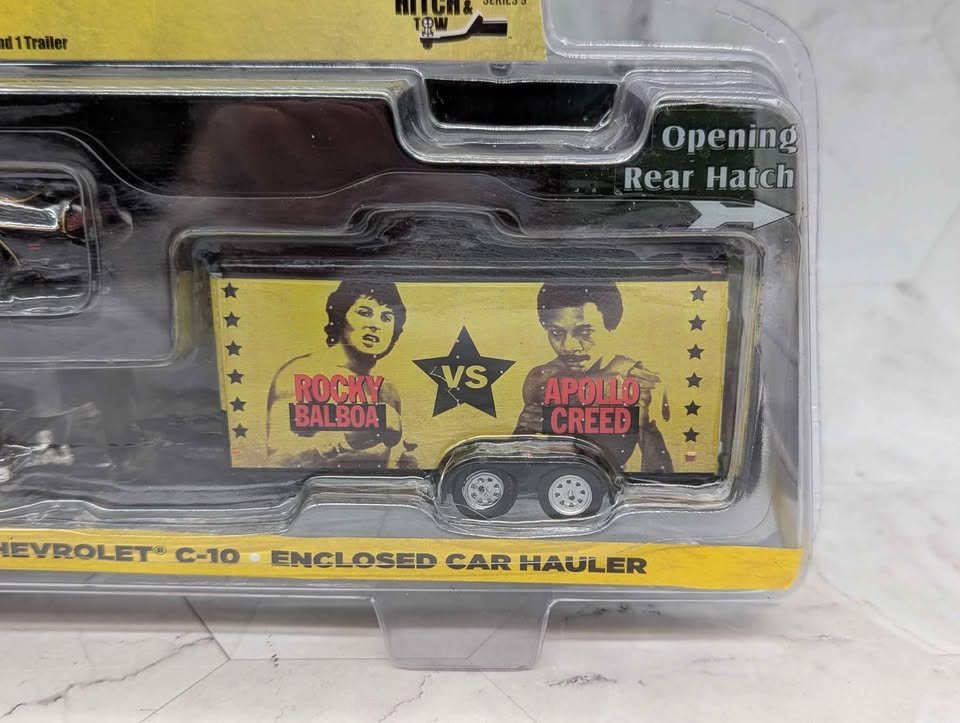 HITCH &
TOW
SERIES 9
nd 1 Trailer
Opening
Rear Hatch
ROCKY
BALBOA
VS
APOLLO
CREED
HEVROLET® C-10 • ENCLOSED CAR HAULER